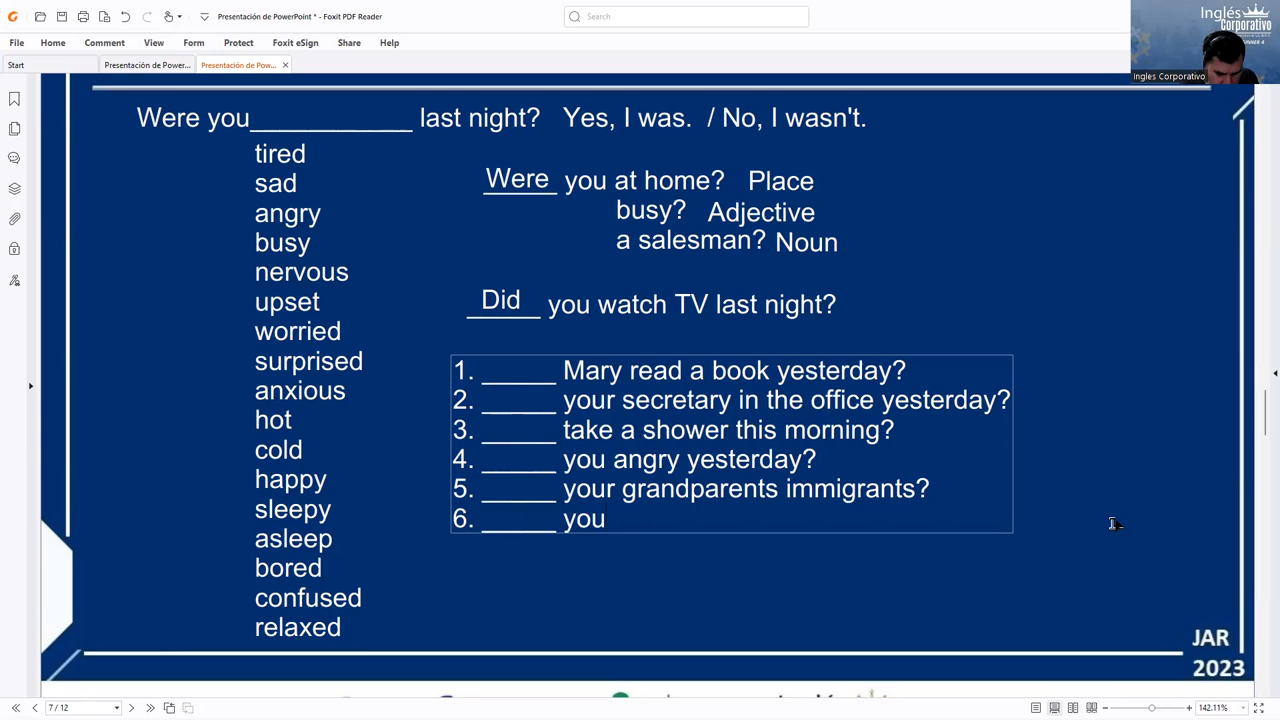 Presentación de PowerPoint * - Foxit PDF Reader
Search
File Home Comment View Form Protect Foxit eSign Share Help
Start
Presentación de Power...
Presentación de Pow...
Inglés
Corporativo
Ingles Corporativo
Were you___________ last night? Yes, I was. / No, I wasn't.
tired
sad
angry
busy
nervous
upset
worried
surprised
anxious
hot
cold
happy
sleepy
asleep
bored
confused
relaxed
Were you at home? Place
busy? Adjective
a salesman? Noun
Did you watch TV last night?
1. _____ Mary read a book yesterday?
2. _____ your secretary in the office yesterday?
3. _____ take a shower this morning?
4. _____ you angry yesterday?
5. _____ your grandparents immigrants?
6. _____ you
JAR
2023
7 / 12
142.11%